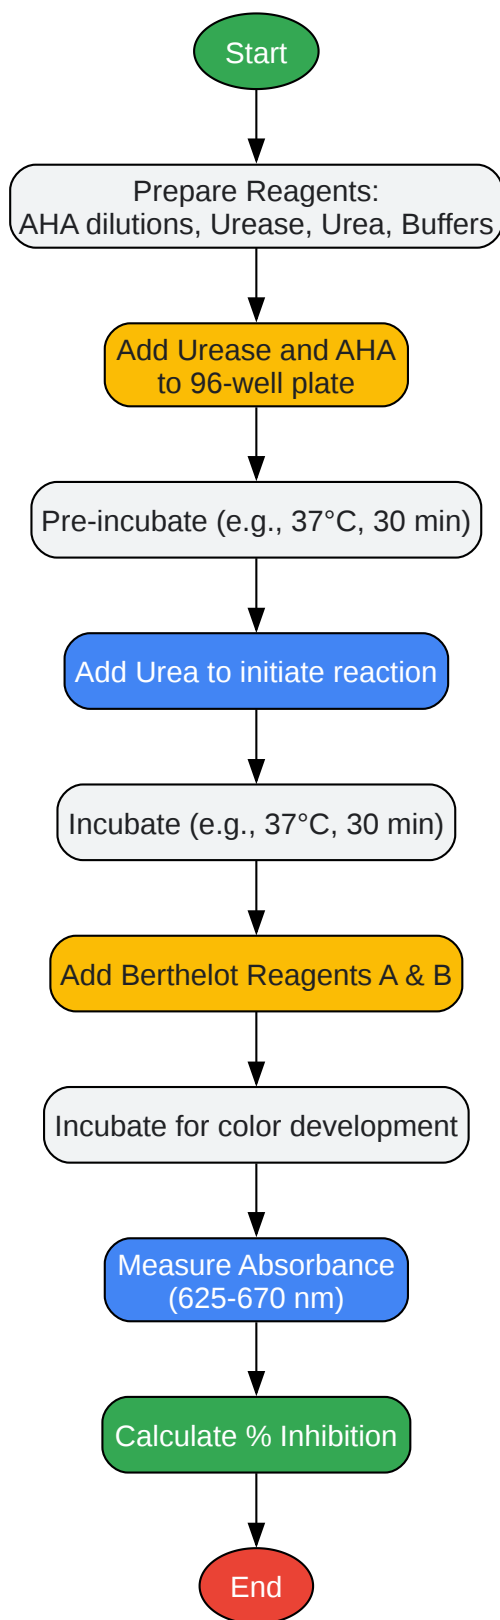 Start
Prepare Reagents:
AHA dilutions, Urease, Urea, Buffers
Add Urease and AHA
to 96-well plate
Pre-incubate (e.g., 37°C, 30 min)
Add Urea to initiate reaction
Incubate (e.g., 37°C, 30 min)
Add Berthelot Reagents A & B
Incubate for color development
Measure Absorbance
(625-670 nm)
Calculate % Inhibition
End